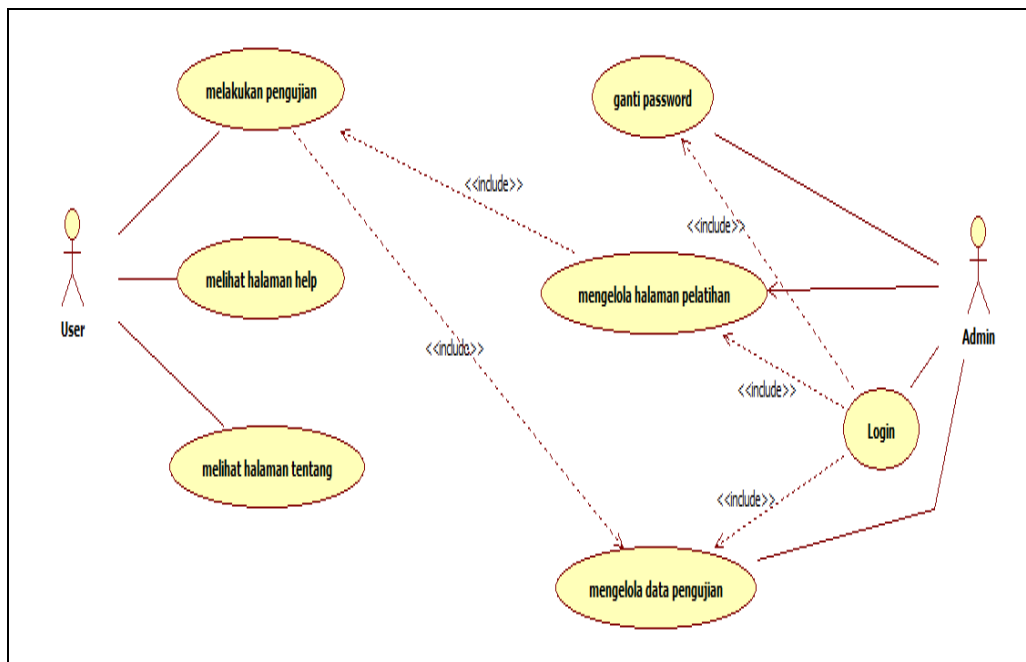 melakukan pengujian
ganti password
<<include>>
<<include>>
melihat halaman help
mengelola halaman pelatihan
User
Admin
<<include>>
<<include>>
Login
melihat halaman tentang
<<include>>
mengelola data pengujian